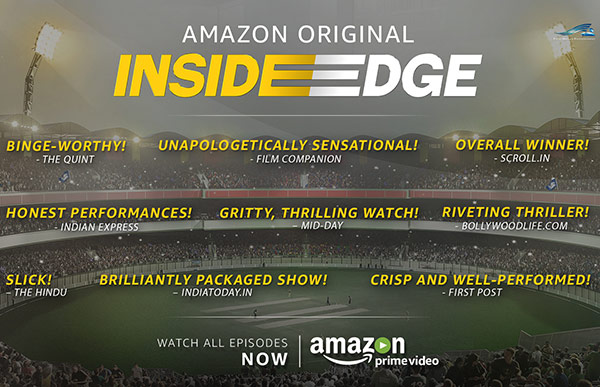 AMAZON ORIGINAL
INSIDE EDGE
BINGE-WORTHY!
- THE QUINT
UNAPOLOGETICALLY SENSATIONAL!
- FILM COMPANION
OVERALL WINNER!
- SCROLL.IN
HONEST PERFORMANCES!
- INDIAN EXPRESS
GRITTY, THRILLING WATCH!
– MID-DAY
RIVETING THRILLER!
- BOLLYWOODLIFE.COM
SLICK!
– THE HINDU
BRILLIANTLY PACKAGED SHOW!
– INDIATODAY.IN
CRISP AND WELL-PERFORMED!
- FIRST POST
WATCH ALL EPISODES
NOW
amazon
prime video